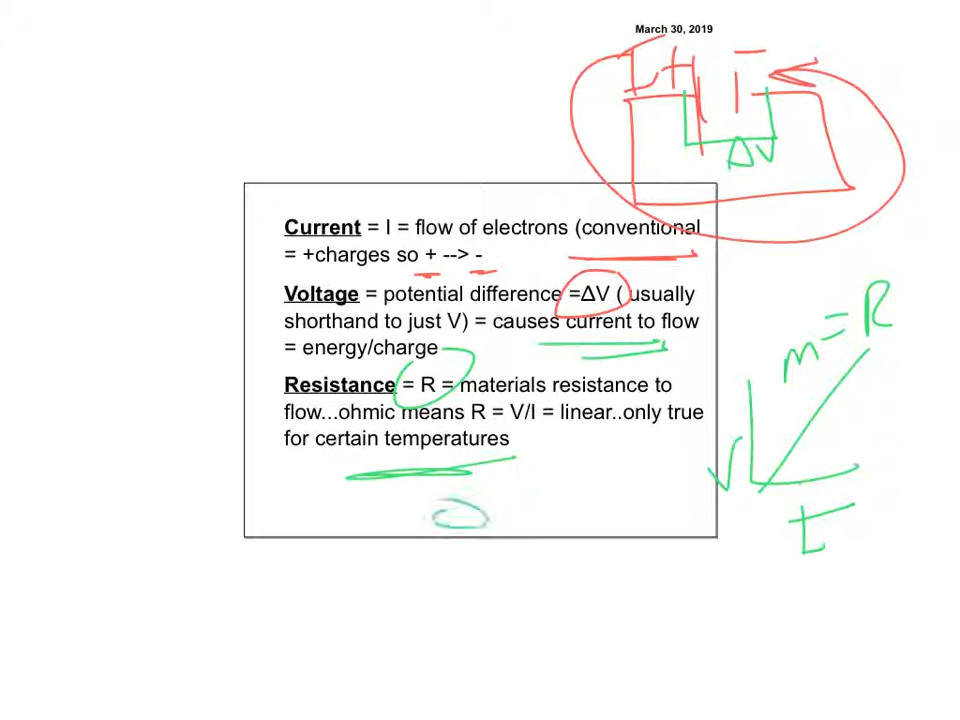 March 30, 2019
I + -
ΔV
Current = I = flow of electrons (conventional
= +charges so + --> -
Voltage = potential difference =ΔV ( usually
shorthand to just V) = causes current to flow
= energy/charge
Resistance = R = materials resistance to
flow...ohmic means R = V/I = linear..only true
for certain temperatures
m = R
V
I